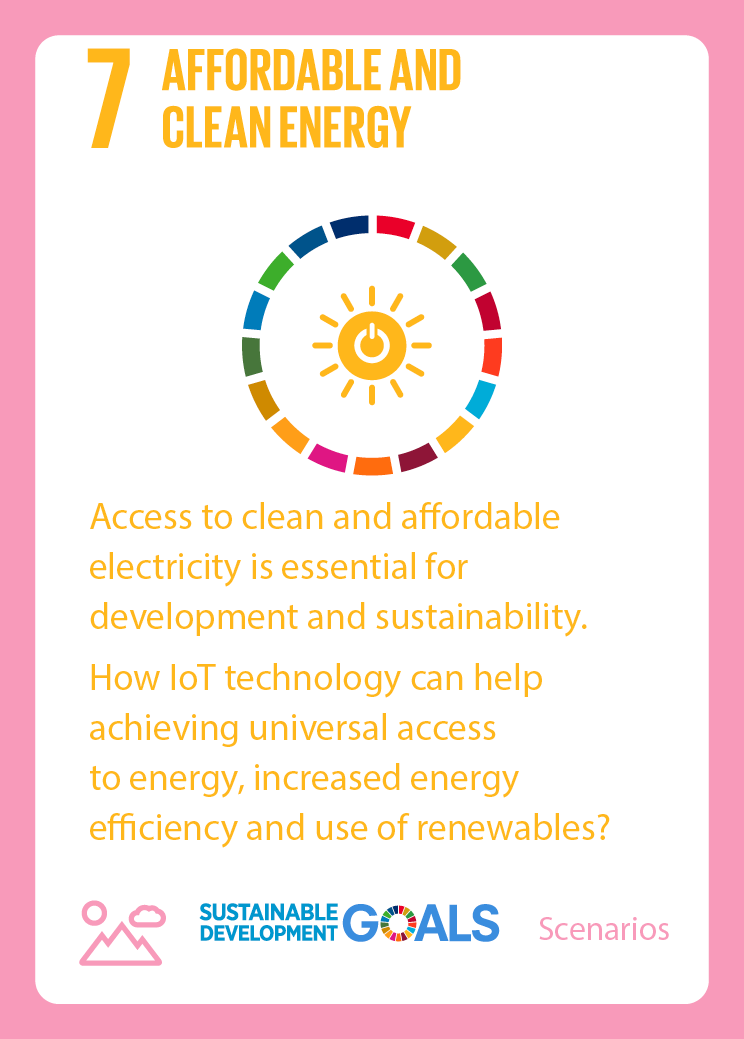 7 AFFORDABLE AND
CLEAN ENERGY
Access to clean and affordable
electricity is essential for
development and sustainability.
How IoT technology can help
achieving universal access
to energy, increased energy
efficiency and use of renewables?
SUSTAINABLE
DEVELOPMENT GOALS
Scenarios